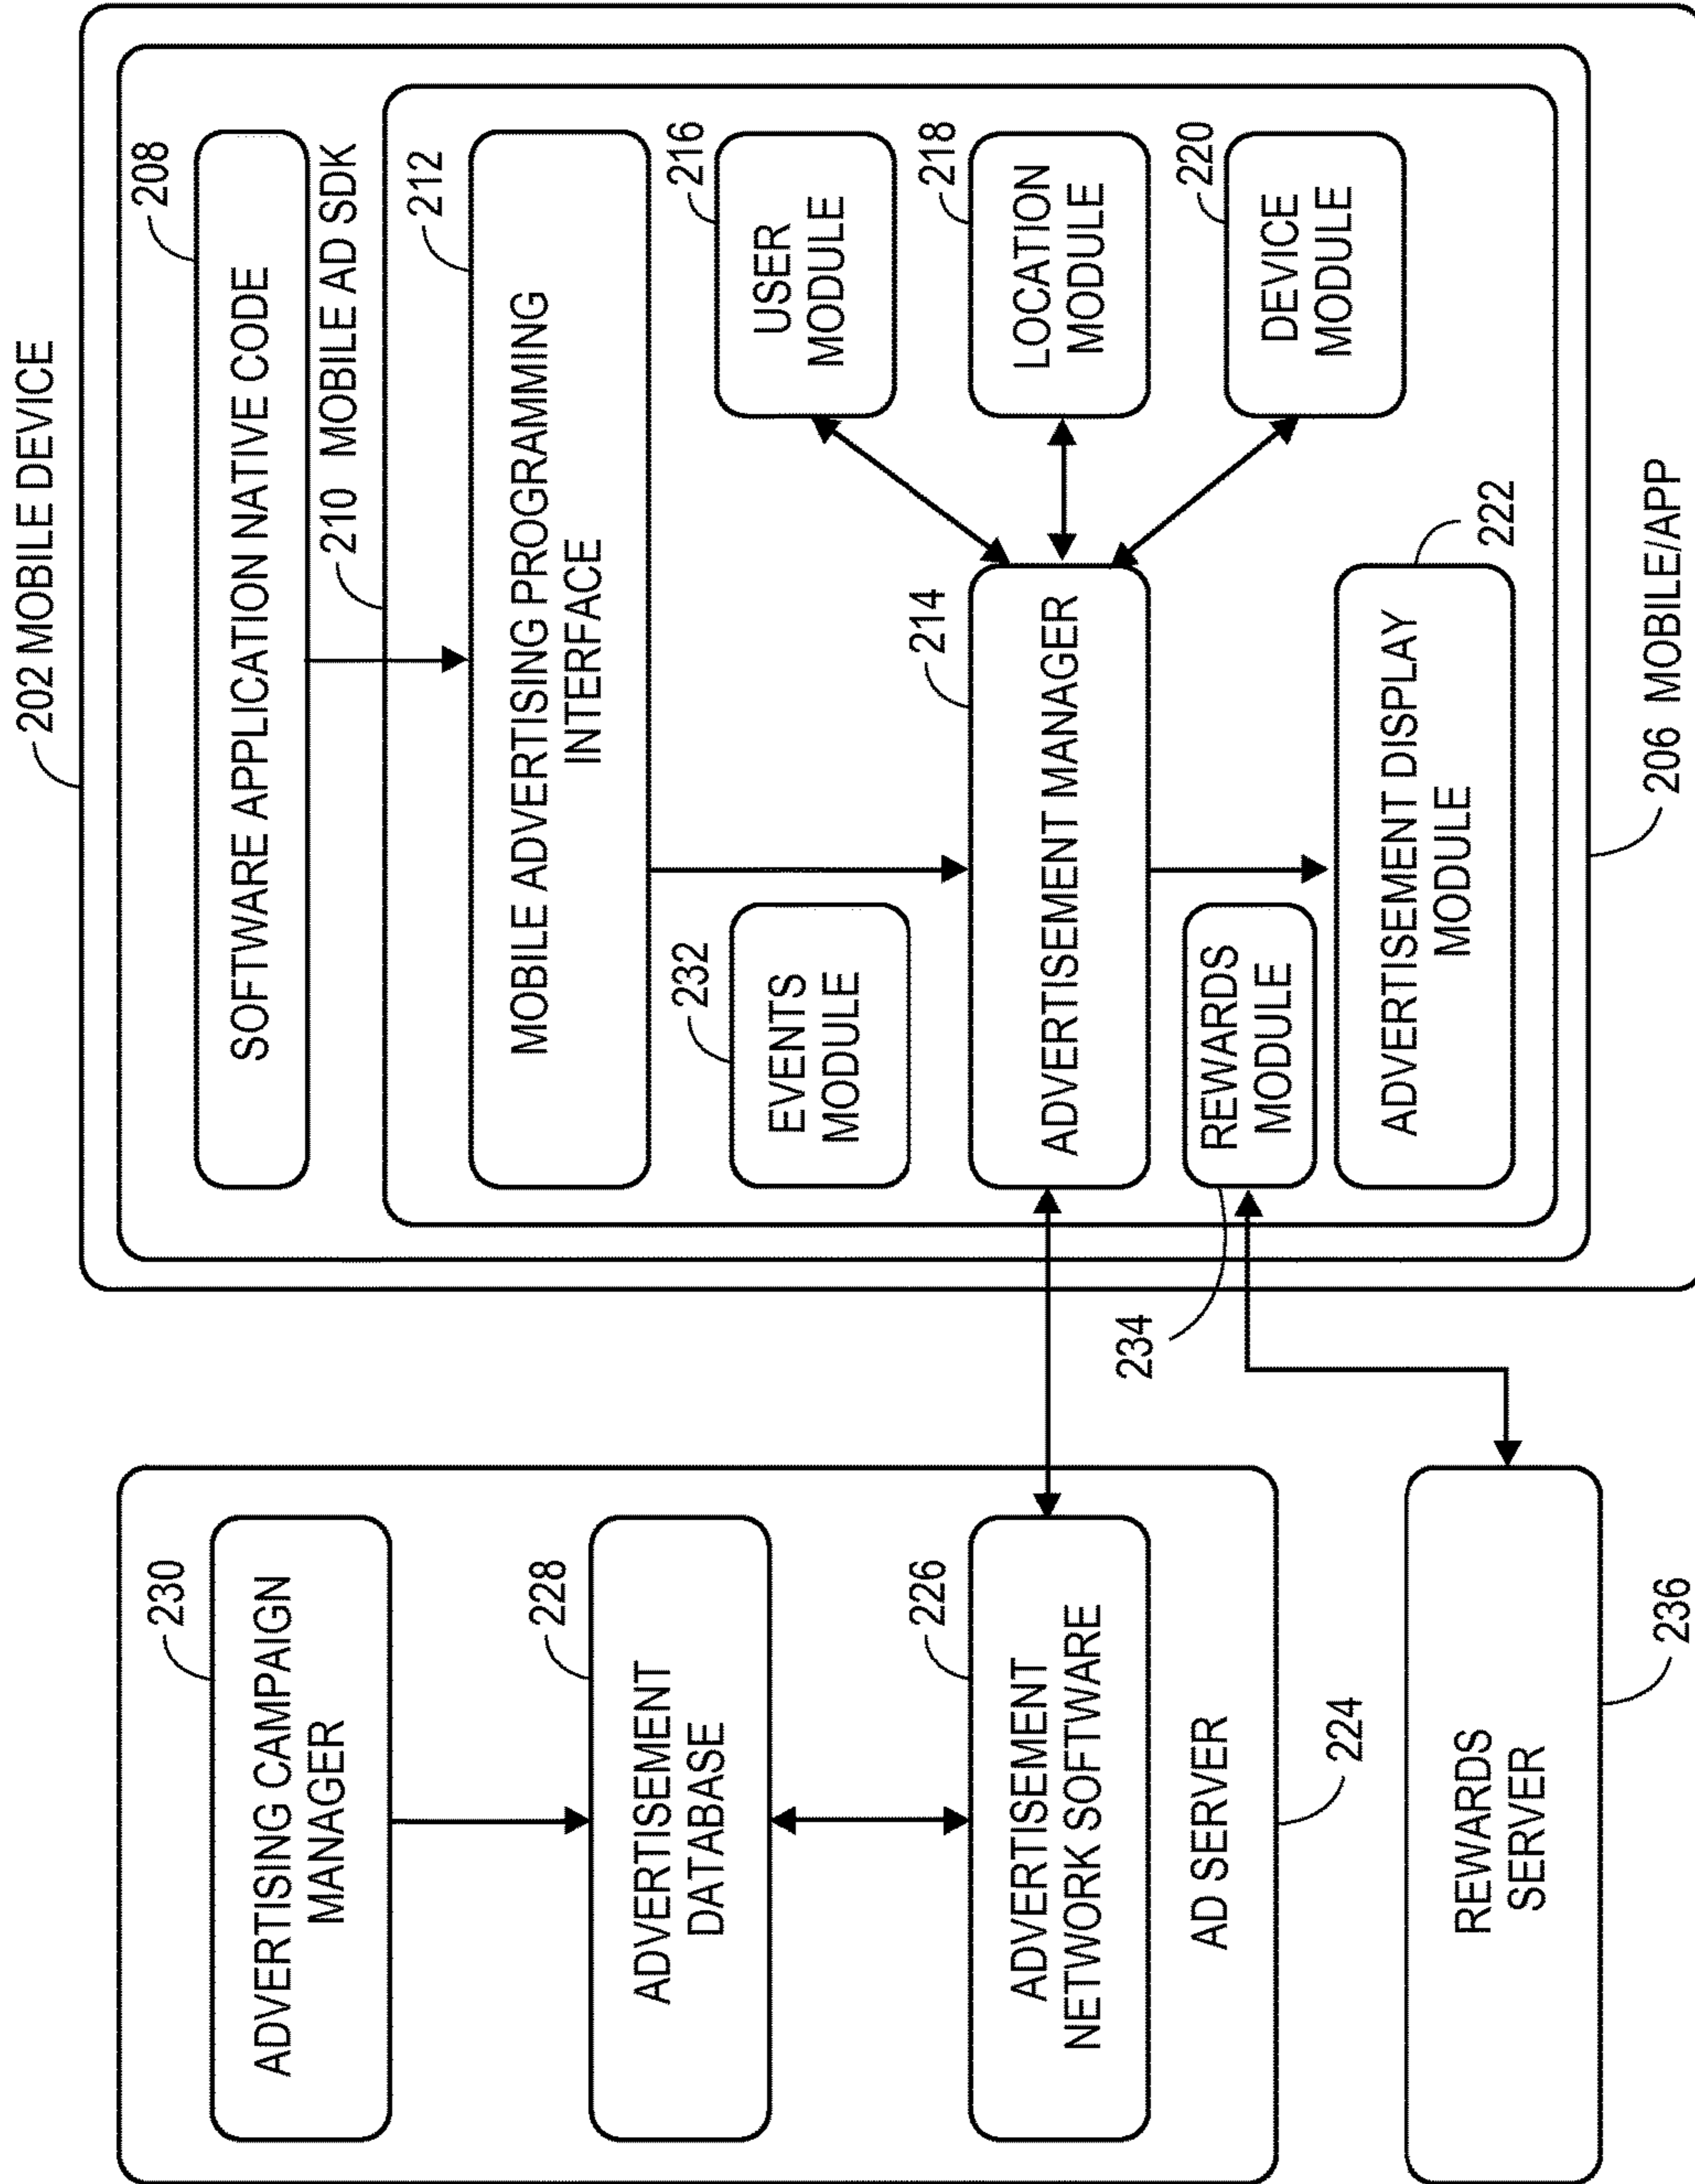 202 MOBILE DEVICE
230
ADVERTISING CAMPAIGN
MANAGER
228
ADVERTISEMENT
DATABASE
226
ADVERTISEMENT
NETWORK SOFTWARE
AD SERVER
224
REWARDS
SERVER
236
208
SOFTWARE APPLICATION NATIVE CODE
210 MOBILE AD SDK
212
MOBILE ADVERTISING PROGRAMMING
INTERFACE
232
EVENTS
MODULE
216
USER
MODULE
214
ADVERTISEMENT MANAGER
218
LOCATION
MODULE
234
REWARDS
MODULE
220
DEVICE
MODULE
ADVERTISEMENT DISPLAY
MODULE
222
206 MOBILE/APP